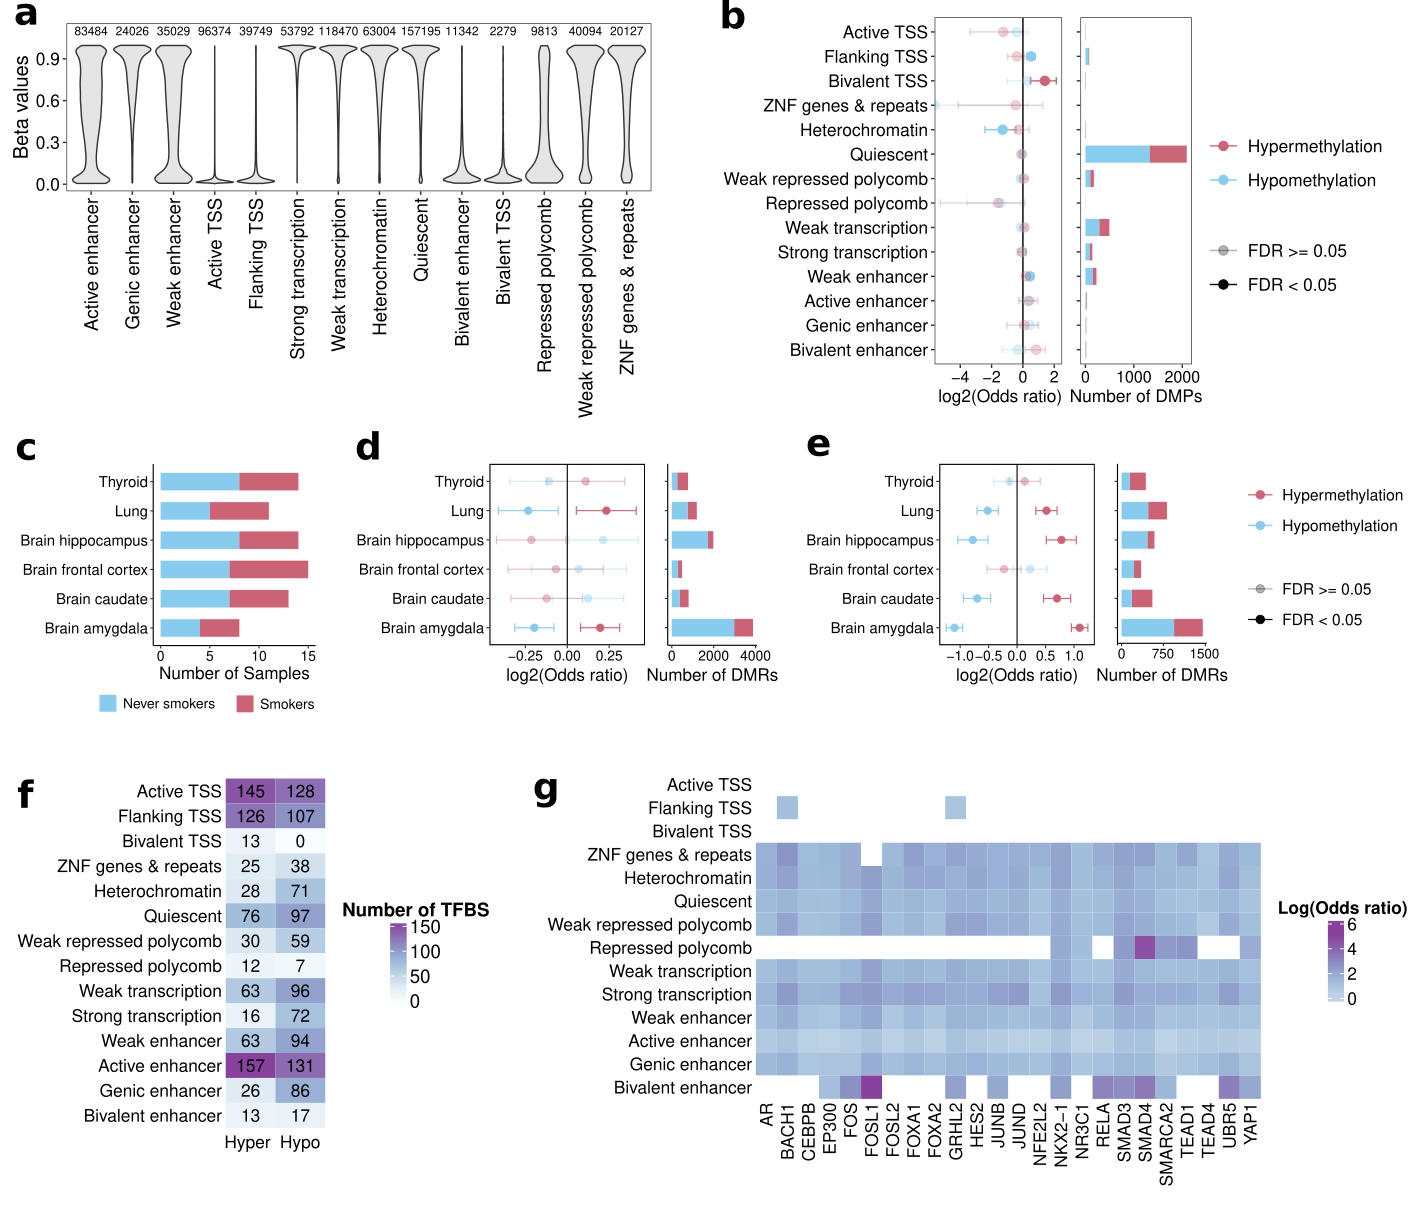 a
83484 24026 35029 96374 39749 53792 118470 63004 157195 11342 2279 9813 40094 20127
Beta values
0.9
0.6
0.3
0.0
Active enhancer
Genic enhancer
Weak enhancer
Active TSS
Flanking TSS
Strong transcription
Weak transcription
Heterochromatin
Quiescent
Bivalent enhancer
Bivalent TSS
Repressed polycomb
Weak repressed polycomb
ZNF genes & repeats
b
Active TSS
Flanking TSS
Bivalent TSS
ZNF genes & repeats
Heterochromatin
Quiescent
Weak repressed polycomb
Repressed polycomb
Weak transcription
Strong transcription
Weak enhancer
Active enhancer
Genic enhancer
Bivalent enhancer
−4 −2 0 2
log2(Odds ratio)
0 1000 2000
Number of DMPs
Hypermethylation
Hypomethylation
FDR >= 0.05
FDR < 0.05
c
Thyroid
Lung
Brain hippocampus
Brain frontal cortex
Brain caudate
Brain amygdala
0 5 10 15
Number of Samples
Never smokers
Smokers
d
Thyroid
Lung
Brain hippocampus
Brain frontal cortex
Brain caudate
Brain amygdala
−0.25 0.00 0.25
log2(Odds ratio)
0 2000 4000
Number of DMRs
e
Thyroid
Lung
Brain hippocampus
Brain frontal cortex
Brain caudate
Brain amygdala
−1.0 −0.5 0.0 0.5 1.0
log2(Odds ratio)
0 750 1500
Number of DMRs
Hypermethylation
Hypomethylation
FDR >= 0.05
FDR < 0.05
f
Active TSS 145 128
Flanking TSS 126 107
Bivalent TSS 13 0
ZNF genes & repeats 25 38
Heterochromatin 28 71
Quiescent 76 97
Weak repressed polycomb 30 59
Repressed polycomb 12 7
Weak transcription 63 96
Strong transcription 16 72
Weak enhancer 63 94
Active enhancer 157 131
Genic enhancer 26 86
Bivalent enhancer 13 17
Hyper Hypo
Number of TFBS
150
100
50
0
g
Active TSS
Flanking TSS
Bivalent TSS
ZNF genes & repeats
Heterochromatin
Quiescent
Weak repressed polycomb
Repressed polycomb
Weak transcription
Strong transcription
Weak enhancer
Active enhancer
Genic enhancer
Bivalent enhancer
AR
BACH1
CEBPB
EP300
FOS
FOSL1
FOSL2
FOXA1
FOXA2
GRHL2
HES2
JUNB
JUND
NFE2L2
NKX2−1
NR3C1
RELA
SMAD3
SMAD4
SMARCA2
TEAD1
TEAD4
UBR5
YAP1
Log(Odds ratio)
6
4
2
0